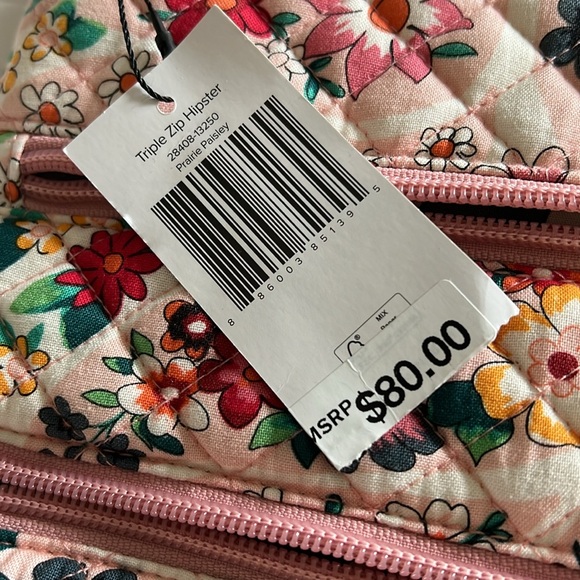 Triple Zip Hipster
28408-13250
Prairie Paisley
8 86003 85139 5
MIX
MSRP $80.00